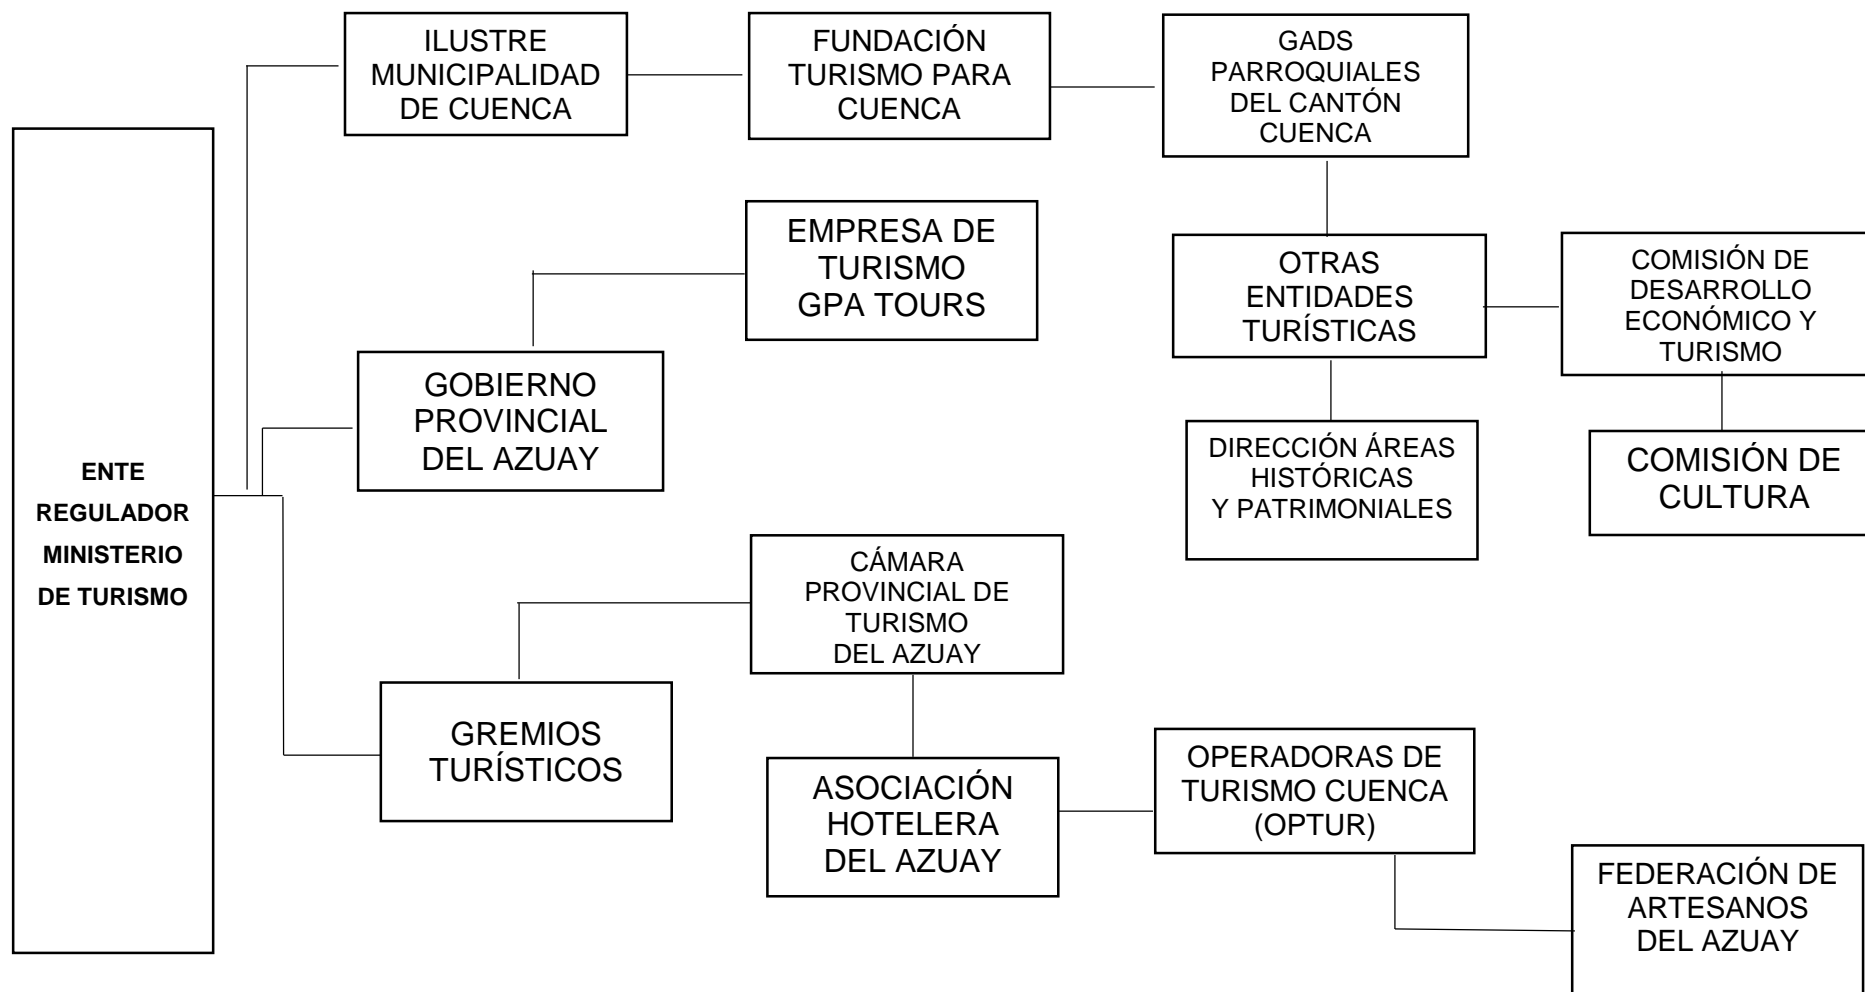 ILUSTRE
MUNICIPALIDAD
DE CUENCA
FUNDACIÓN
TURISMO PARA
CUENCA
GADS
PARROQUIALES
DEL CANTÓN
CUENCA
EMPRESA DE
TURISMO
GPA TOURS
OTRAS
ENTIDADES
TURÍSTICAS
COMISIÓN DE
DESARROLLO
ECONÓMICO Y
TURISMO
GOBIERNO
PROVINCIAL
DEL AZUAY
DIRECCIÓN ÁREAS
HISTÓRICAS
Y PATRIMONIALES
COMISIÓN DE
CULTURA
ENTE
REGULADOR
MINISTERIO
DE TURISMO
CÁMARA
PROVINCIAL DE
TURISMO
DEL AZUAY
GREMIOS
TURÍSTICOS
ASOCIACIÓN
HOTELERA
DEL AZUAY
OPERADORAS DE
TURISMO CUENCA
(OPTUR)
FEDERACIÓN DE
ARTESANOS
DEL AZUAY